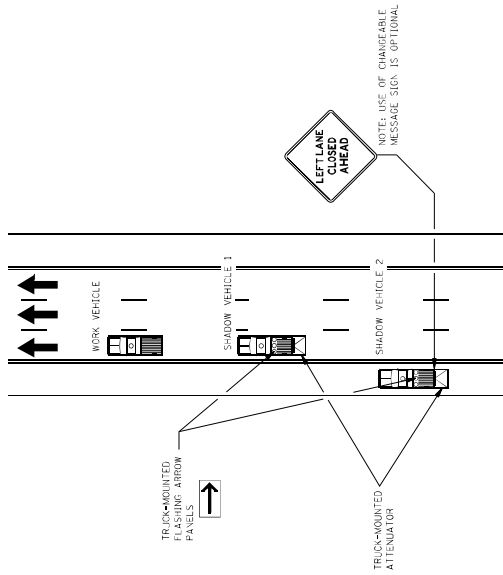 NOTE: USE OF CHANGEABLE
MESSAGE SIGN IS OPTIONAL
LEFT LANE
CLOSED
AHEAD
WORK VEHICLE
SHADOW VEHICLE 1
SHADOW VEHICLE 2
TRUCK-MOUNTED
FLASHING ARROW
PANELS
TRUCK-MOUNTED
ATTENUATOR